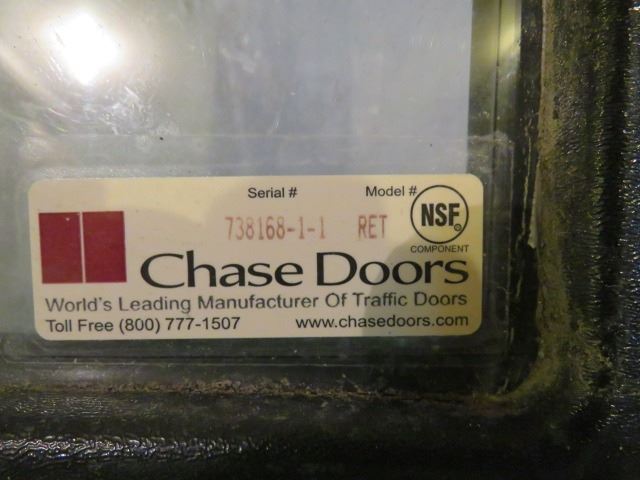 Serial # Model #
738168-1-1 RET
NSF®
COMPONENT
Chase Doors
World's Leading Manufacturer Of Traffic Doors
Toll Free (800) 777-1507 www.chasedoors.com